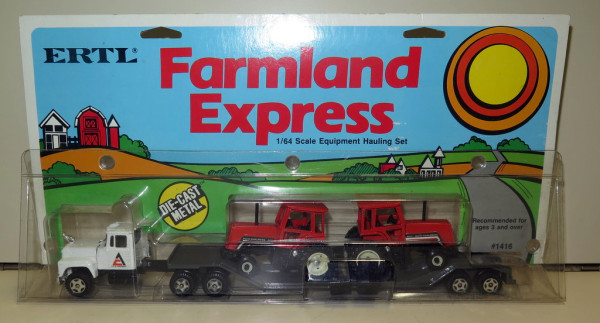 ERTL®
Farmland
Express
1/64 Scale Equipment Hauling Set
DIE-CAST
METAL
Recommended for
ages 3 and over
#1416